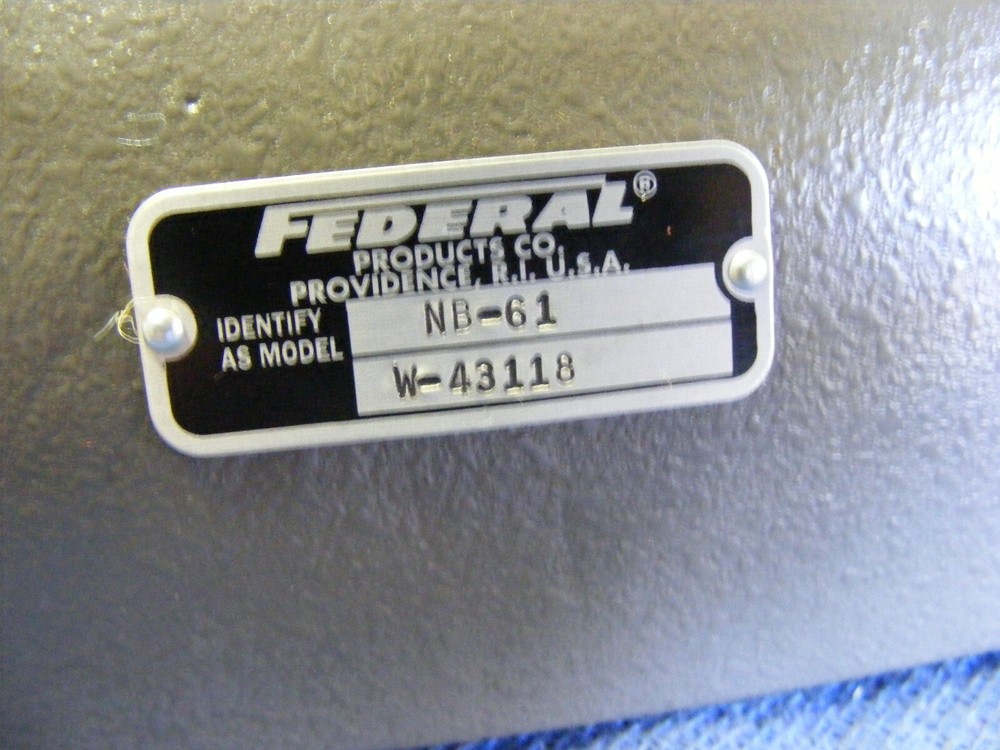 FEDERAL®
PRODUCTS CO.
PROVIDENCE, R.I. U.S.A.
IDENTIFY
AS MODEL
NB-61
W-43118